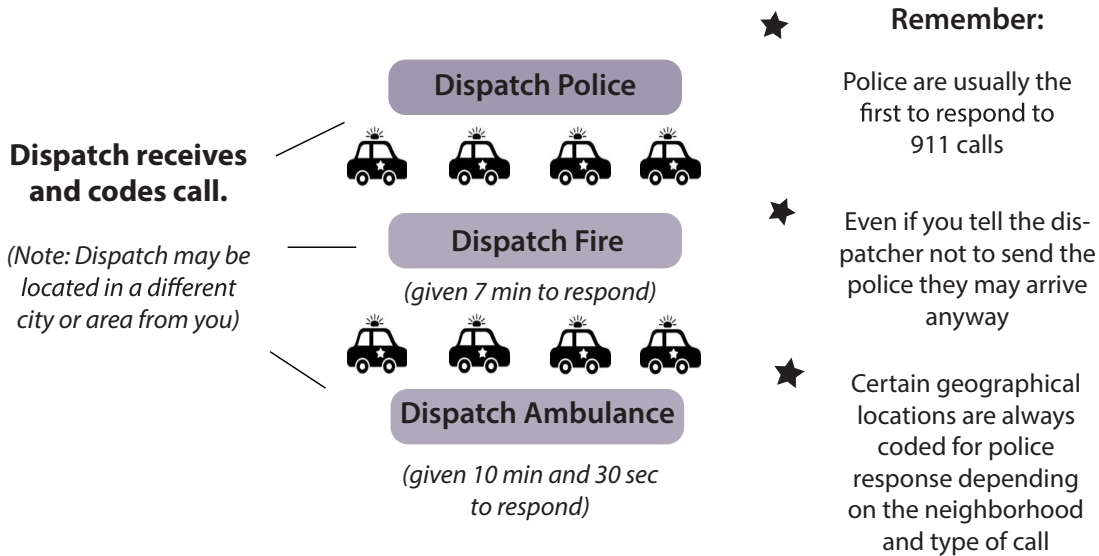 Dispatch receives
and codes call.
(Note: Dispatch may be
located in a different
city or area from you)
Dispatch Police
Dispatch Fire
(given 7 min to respond)
Dispatch Ambulance
(given 10 min and 30 sec
to respond)
Remember:
Police are usually the
first to respond to
911 calls
Even if you tell the dis-
patcher not to send the
police they may arrive
anyway
Certain geographical
locations are always
coded for police
response depending
on the neighborhood
and type of call